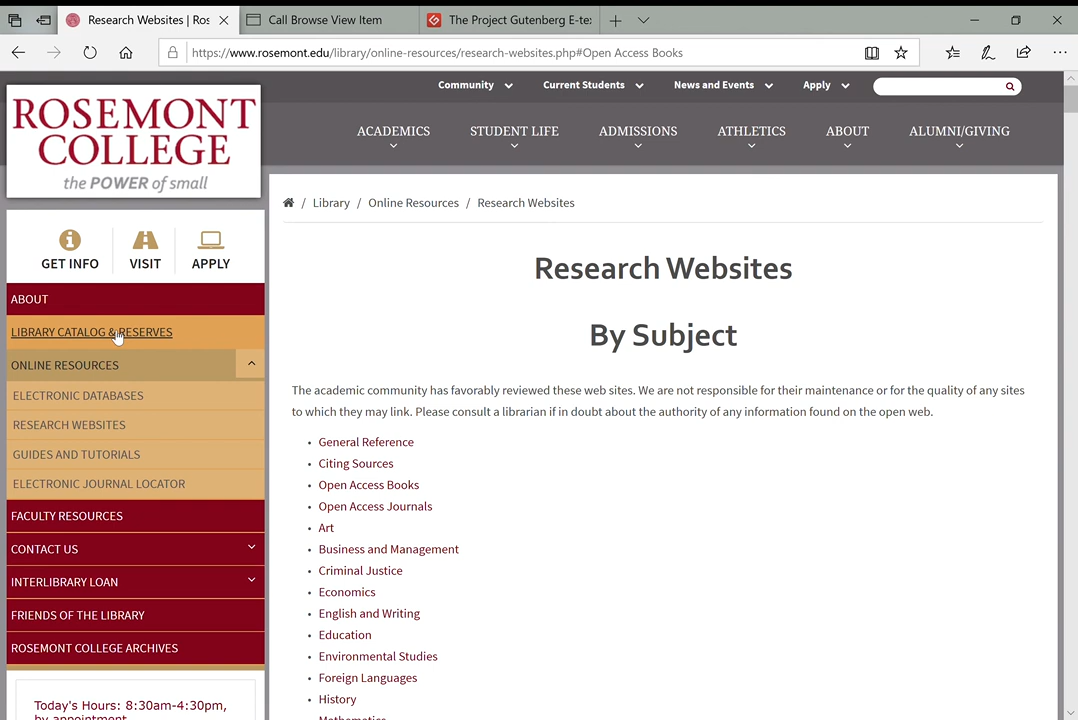 Research Websites | Ros
Call Browse View Item
The Project Gutenberg E-te
https://www.rosemont.edu/library/online-resources/research-websites.php#Open Access Books
Community
Current Students
News and Events
Apply
ROSEMONT
COLLEGE
the POWER of small
ACADEMICS
STUDENT LIFE
ADMISSIONS
ATHLETICS
ABOUT
ALUMNI/GIVING
GET INFO
VISIT
APPLY
ABOUT
LIBRARY CATALOG & RESERVES
ONLINE RESOURCES
ELECTRONIC DATABASES
RESEARCH WEBSITES
GUIDES AND TUTORIALS
ELECTRONIC JOURNAL LOCATOR
FACULTY RESOURCES
CONTACT US
INTERLIBRARY LOAN
FRIENDS OF THE LIBRARY
ROSEMONT COLLEGE ARCHIVES
Today's Hours: 8:30am-4:30pm,
by appointment
/ Library / Online Resources / Research Websites
Research Websites
By Subject
The academic community has favorably reviewed these web sites. We are not responsible for their maintenance or for the quality of any sites
to which they may link. Please consult a librarian if in doubt about the authority of any information found on the open web.
• General Reference
• Citing Sources
• Open Access Books
• Open Access Journals
• Art
• Business and Management
• Criminal Justice
• Economics
• English and Writing
• Education
• Environmental Studies
• Foreign Languages
• History
Mathematics